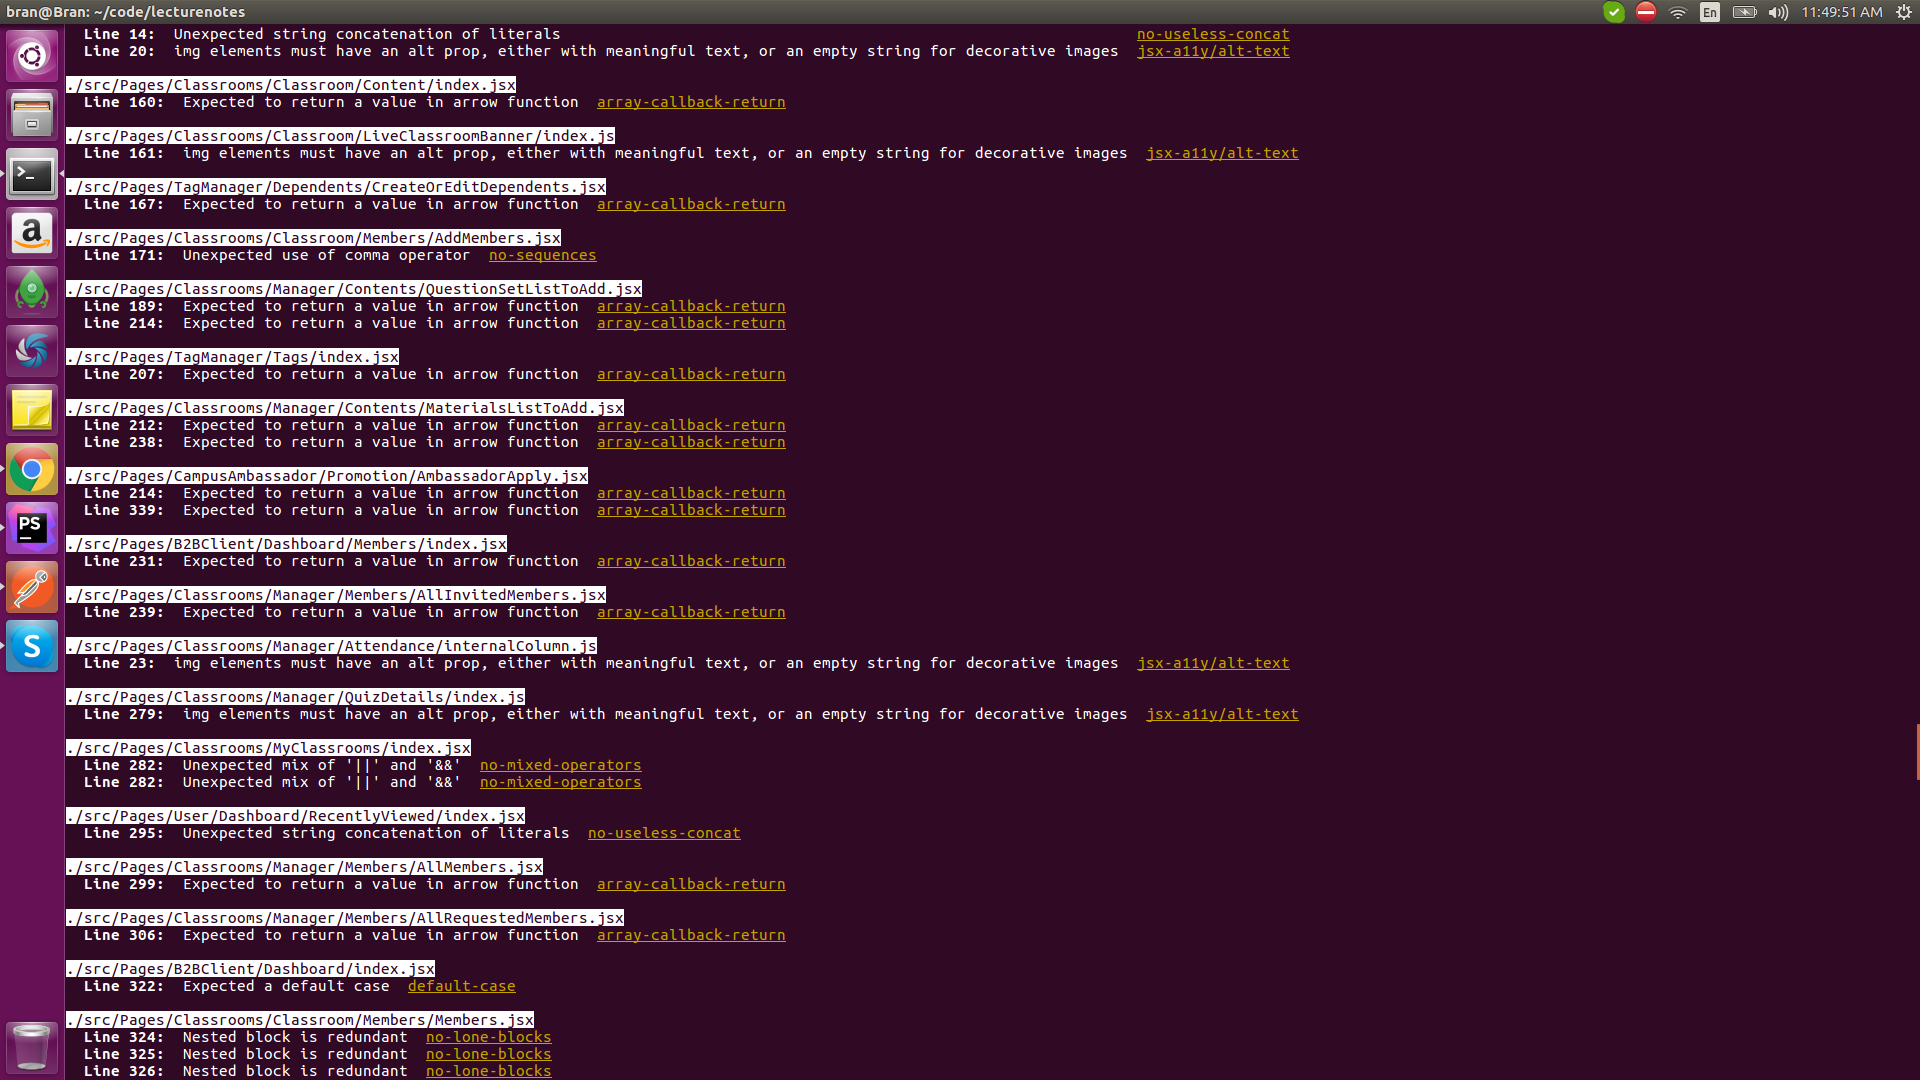 bran@Bran: ~/code/lecturenotes
En
11:49:51 AM
Line 14: Unexpected string concatenation of literals no-useless-concat
Line 20: img elements must have an alt prop, either with meaningful text, or an empty string for decorative images jsx-a11y/alt-text
./src/Pages/Classrooms/Classroom/Content/index.jsx
Line 160: Expected to return a value in arrow function array-callback-return
./src/Pages/Classrooms/Classroom/LiveClassroomBanner/index.js
Line 161: img elements must have an alt prop, either with meaningful text, or an empty string for decorative images jsx-a11y/alt-text
./src/Pages/TagManager/Dependents/CreateOrEditDependents.jsx
Line 167: Expected to return a value in arrow function array-callback-return
./src/Pages/Classrooms/Classroom/Members/AddMembers.jsx
Line 171: Unexpected use of comma operator no-sequences
./src/Pages/Classrooms/Manager/Contents/QuestionSetListToAdd.jsx
Line 189: Expected to return a value in arrow function array-callback-return
Line 214: Expected to return a value in arrow function array-callback-return
./src/Pages/TagManager/Tags/index.jsx
Line 207: Expected to return a value in arrow function array-callback-return
./src/Pages/Classrooms/Manager/Contents/MaterialsListToAdd.jsx
Line 212: Expected to return a value in arrow function array-callback-return
Line 238: Expected to return a value in arrow function array-callback-return
./src/Pages/CampusAmbassador/Promotion/AmbassadorApply.jsx
Line 214: Expected to return a value in arrow function array-callback-return
Line 339: Expected to return a value in arrow function array-callback-return
./src/Pages/B2BClient/Dashboard/Members/index.jsx
Line 231: Expected to return a value in arrow function array-callback-return
./src/Pages/Classrooms/Manager/Members/AllInvitedMembers.jsx
Line 239: Expected to return a value in arrow function array-callback-return
./src/Pages/Classrooms/Manager/Attendance/internalColumn.js
Line 23: img elements must have an alt prop, either with meaningful text, or an empty string for decorative images jsx-a11y/alt-text
./src/Pages/Classrooms/Manager/QuizDetails/index.js
Line 279: img elements must have an alt prop, either with meaningful text, or an empty string for decorative images jsx-a11y/alt-text
./src/Pages/Classrooms/MyClassrooms/index.jsx
Line 282: Unexpected mix of '||' and '&&' no-mixed-operators
Line 282: Unexpected mix of '||' and '&&' no-mixed-operators
./src/Pages/User/Dashboard/RecentlyViewed/index.jsx
Line 295: Unexpected string concatenation of literals no-useless-concat
./src/Pages/Classrooms/Manager/Members/AllMembers.jsx
Line 299: Expected to return a value in arrow function array-callback-return
./src/Pages/Classrooms/Manager/Members/AllRequestedMembers.jsx
Line 306: Expected to return a value in arrow function array-callback-return
./src/Pages/B2BClient/Dashboard/index.jsx
Line 322: Expected a default case default-case
./src/Pages/Classrooms/Classroom/Members/Members.jsx
Line 324: Nested block is redundant no-lone-blocks
Line 325: Nested block is redundant no-lone-blocks
Line 326: Nested block is redundant no-lone-blocks
>_
a
PS
S